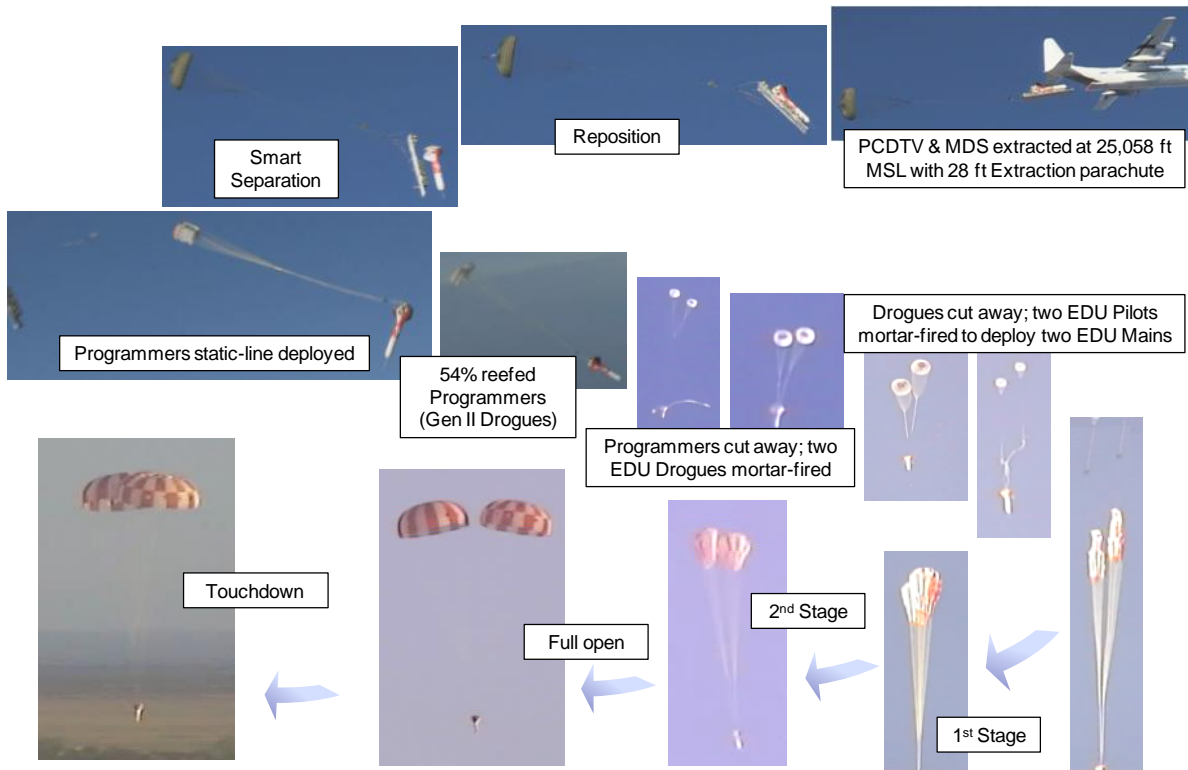 PCDTV & MDS extracted at 25,058 ft
MSL with 28 ft Extraction parachute
Reposition
Smart
Separation
Programmers static-line deployed
54% reefed
Programmers
(Gen II Drogues)
Programmers cut away; two
EDU Drogues mortar-fired
Drogues cut away; two EDU Pilots
mortar-fired to deploy two EDU Mains
1st Stage
2nd Stage
Full open
Touchdown